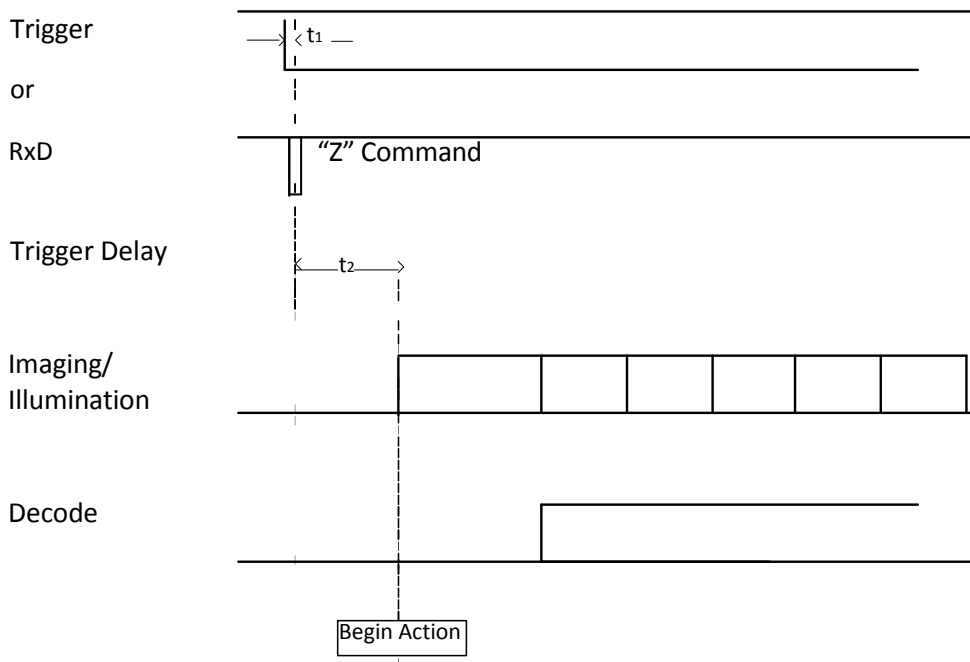 Trigger
t1
or
RxD
“Z” Command
Trigger Delay
t2
Imaging/
Illumination
Decode
Begin Action